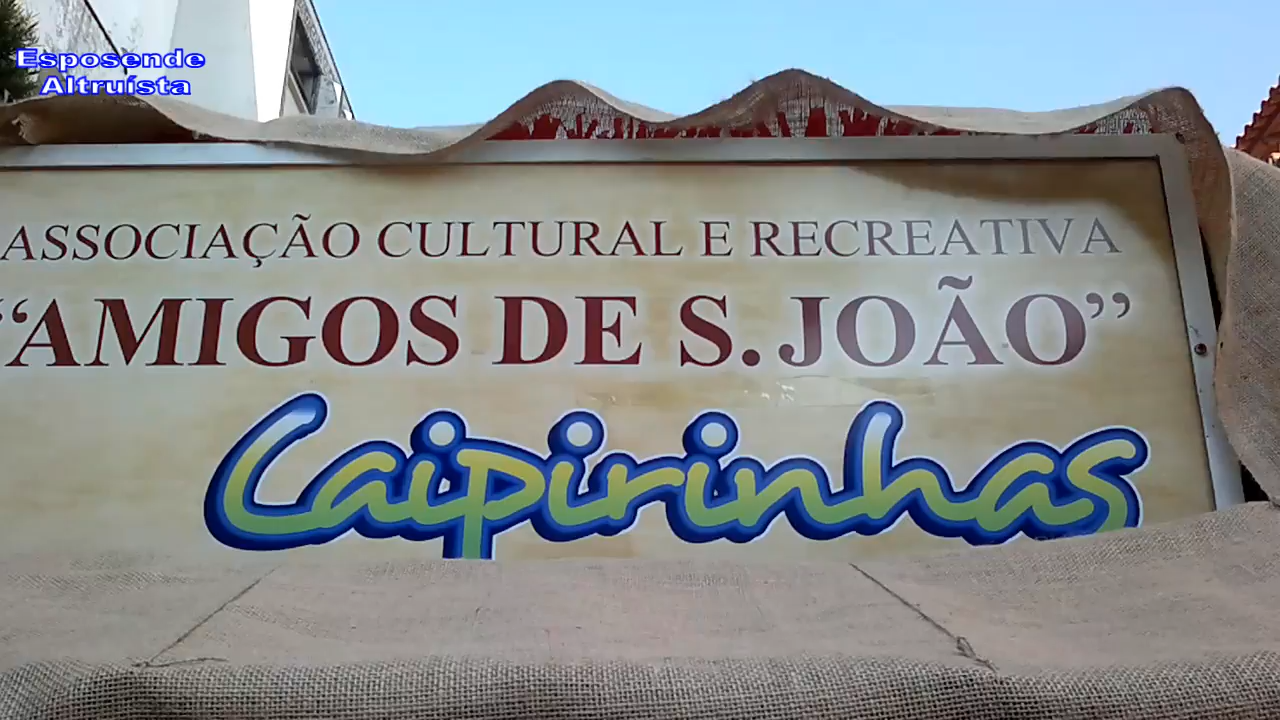 Esposende
Altruísta
ASSOCIAÇÃO CULTURAL E RECREATIVA
“AMIGOS DE S. JOÃO”
Caipirinhas